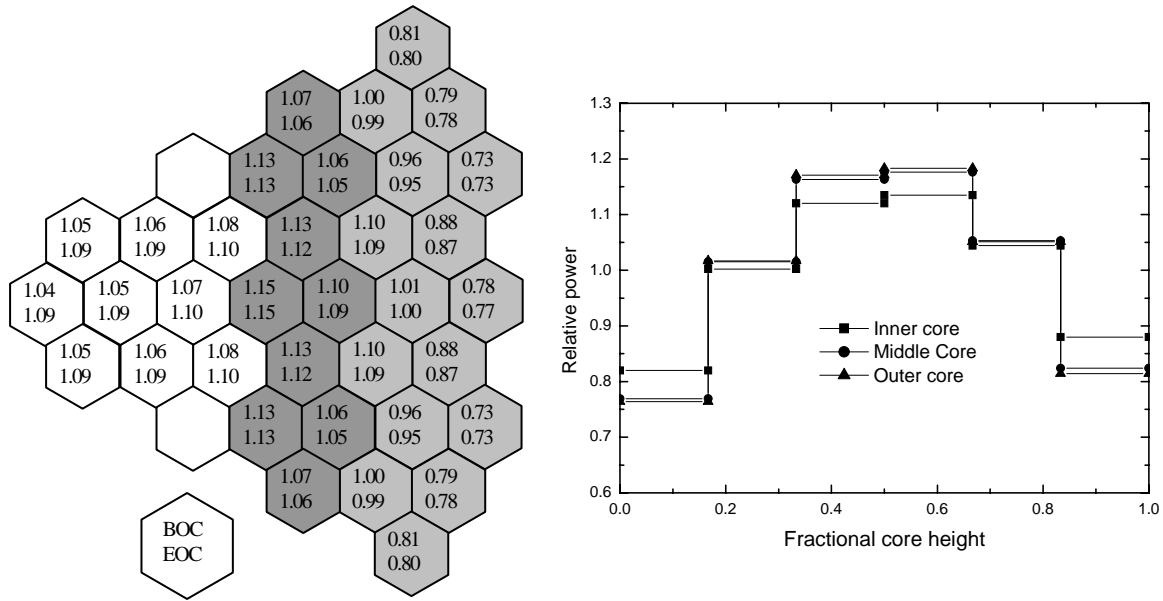 0.81
0.80
1.07 1.00 0.79
1.06 0.99 0.78
1.13 1.06 0.96 0.73
1.13 1.05 0.95 0.73
1.05 1.06 1.08 1.13 1.10 0.88
1.09 1.09 1.10 1.12 1.09 0.87
1.04 1.05 1.07 1.15 1.10 1.01 0.78
1.09 1.09 1.10 1.15 1.09 1.00 0.77
1.05 1.06 1.08 1.13 1.10 0.88
1.09 1.09 1.10 1.12 1.09 0.87
1.13 1.06 0.96 0.73
1.13 1.05 0.95 0.73
1.07 1.00 0.79
1.06 0.99 0.78
0.81
0.80
BOC
EOC
Relative power
1.3
1.2
1.1
1.0
0.9
0.8
0.7
0.6
Inner core
Middle Core
Outer core
0.0 0.2 0.4 0.6 0.8 1.0
Fractional core height